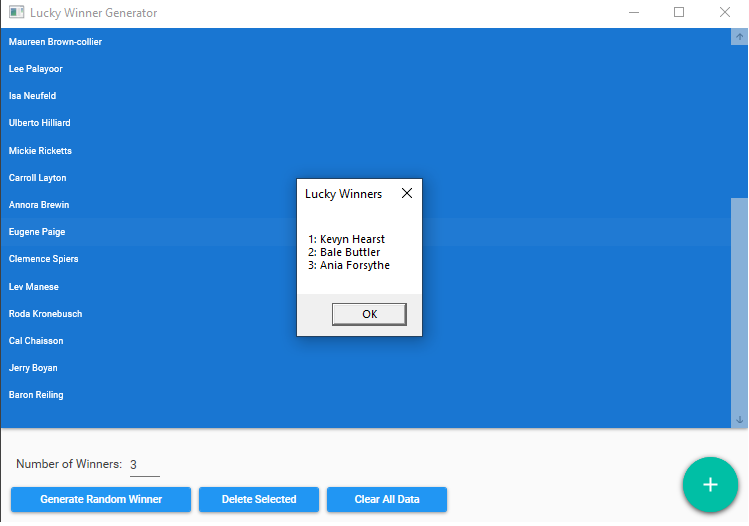 Lucky Winner Generator
Maureen Brown-collier
Lee Palayoor
Isa Neufeld
Ulberto Hilliard
Mickie Ricketts
Carroll Layton
Annora Brewin
Eugene Paige
Clemence Spiers
Lev Manese
Roda Kronebusch
Cal Chaisson
Jerry Boyan
Baron Reiling
Lucky Winners
1: Kevyn Hearst
2: Bale Buttler
3: Ania Forsythe
OK
Number of Winners: 3
Generate Random Winner
Delete Selected
Clear All Data